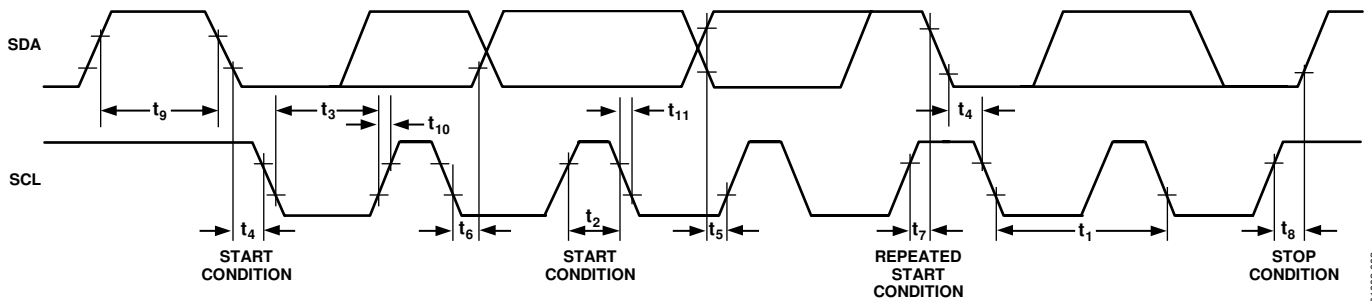 SDA
t9
t3
t10
t11
t4
SCL
t4
t6
t2
t5
t7
t1
t8
START
CONDITION
START
CONDITION
REPEATED
START
CONDITION
STOP
CONDITION